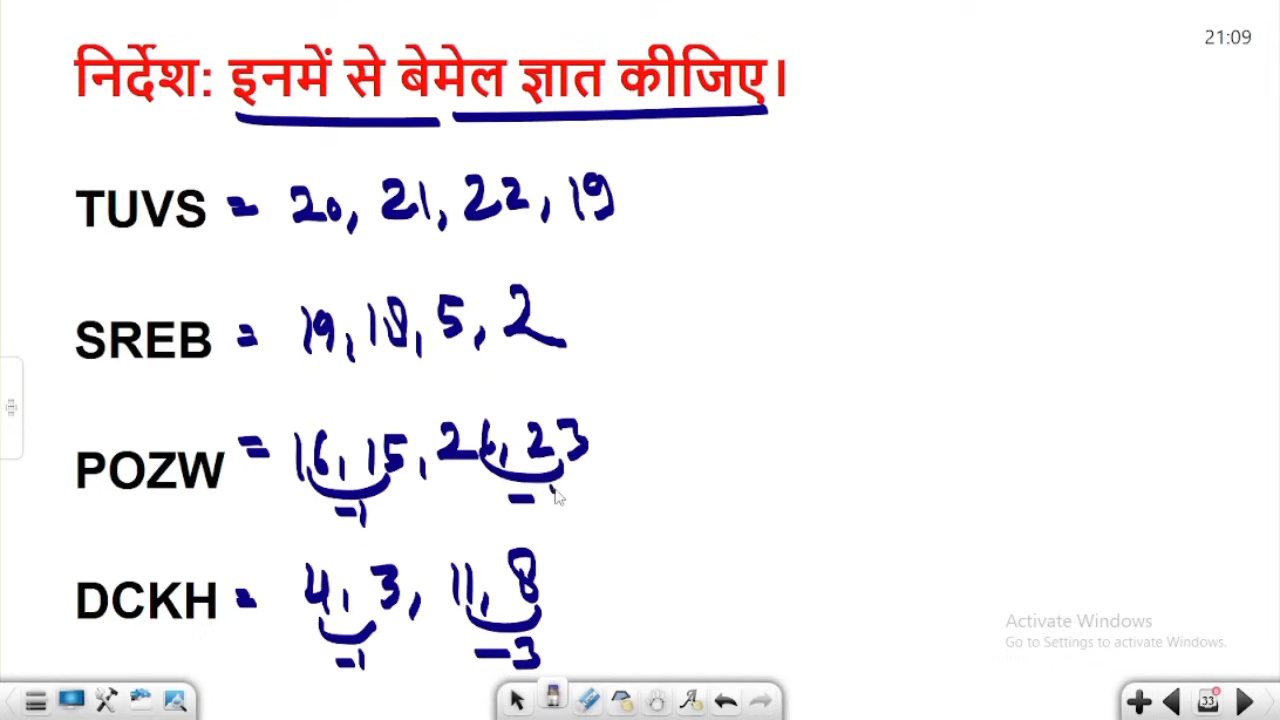 21:09
निर्देश: इनमें से बेमेल ज्ञात कीजिए।
TUVS = 20, 21, 22, 19
SREB = 19, 18, 5, 2
POZW = 16, 15, 26, 23
-1 -
DCKH = 4, 3, 11, 8
-1 -3
Activate Windows
Go to Settings to activate Windows.
33